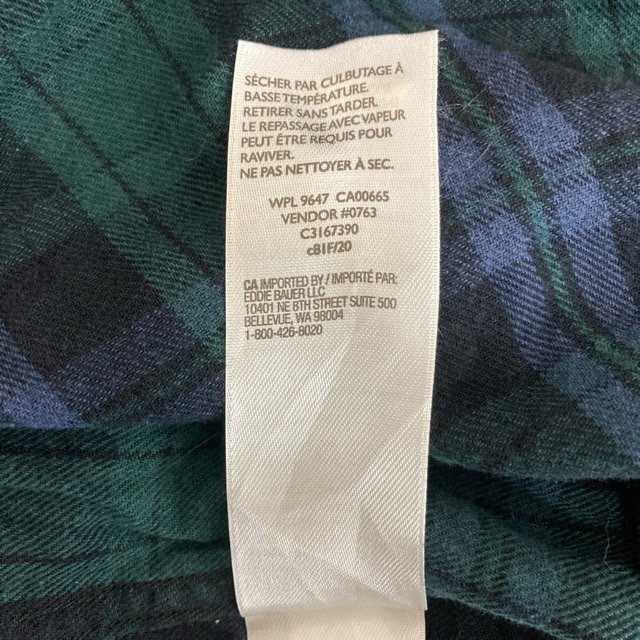 SÉCHER PAR CULBUTAGE À
BASSE TEMPÉRATURE.
RETIRER SANS TARDER.
LE REPASSAGE AVEC VAPEUR
PEUT ÊTRE REQUIS POUR
RAVIVER.
NE PAS NETTOYER À SEC.
WPL 9647 CA00665
VENDOR #0763
C3167390
c81F/20
CA IMPORTED BY / IMPORTÉ PAR:
EDDIE BAUER LLC
10401 NE 8TH STREET SUITE 500
BELLEVUE, WA 98004
1-800-426-8020